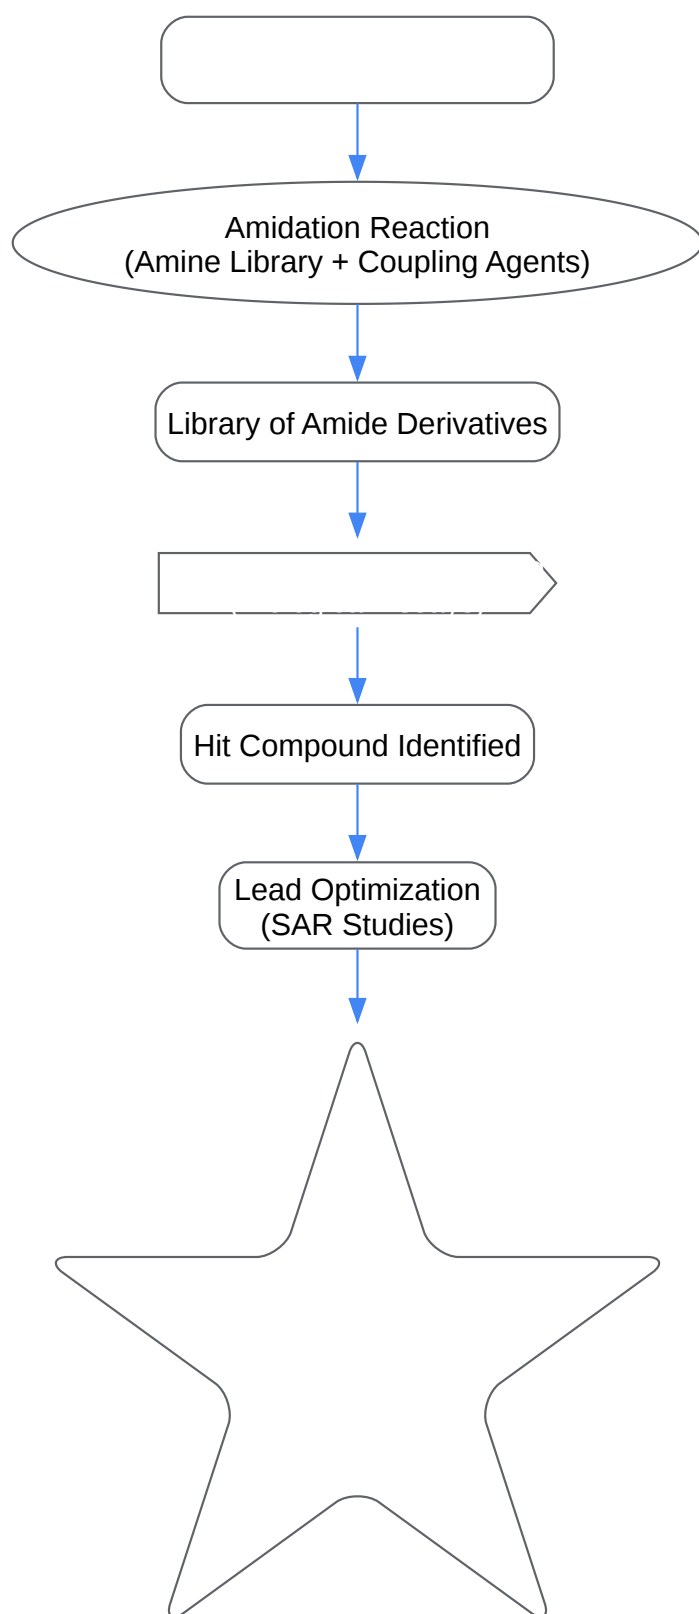 Amidation Reaction
(Amine Library + Coupling Agents)
Library of Amide Derivatives
Hit Compound Identified
Lead Optimization
(SAR Studies)